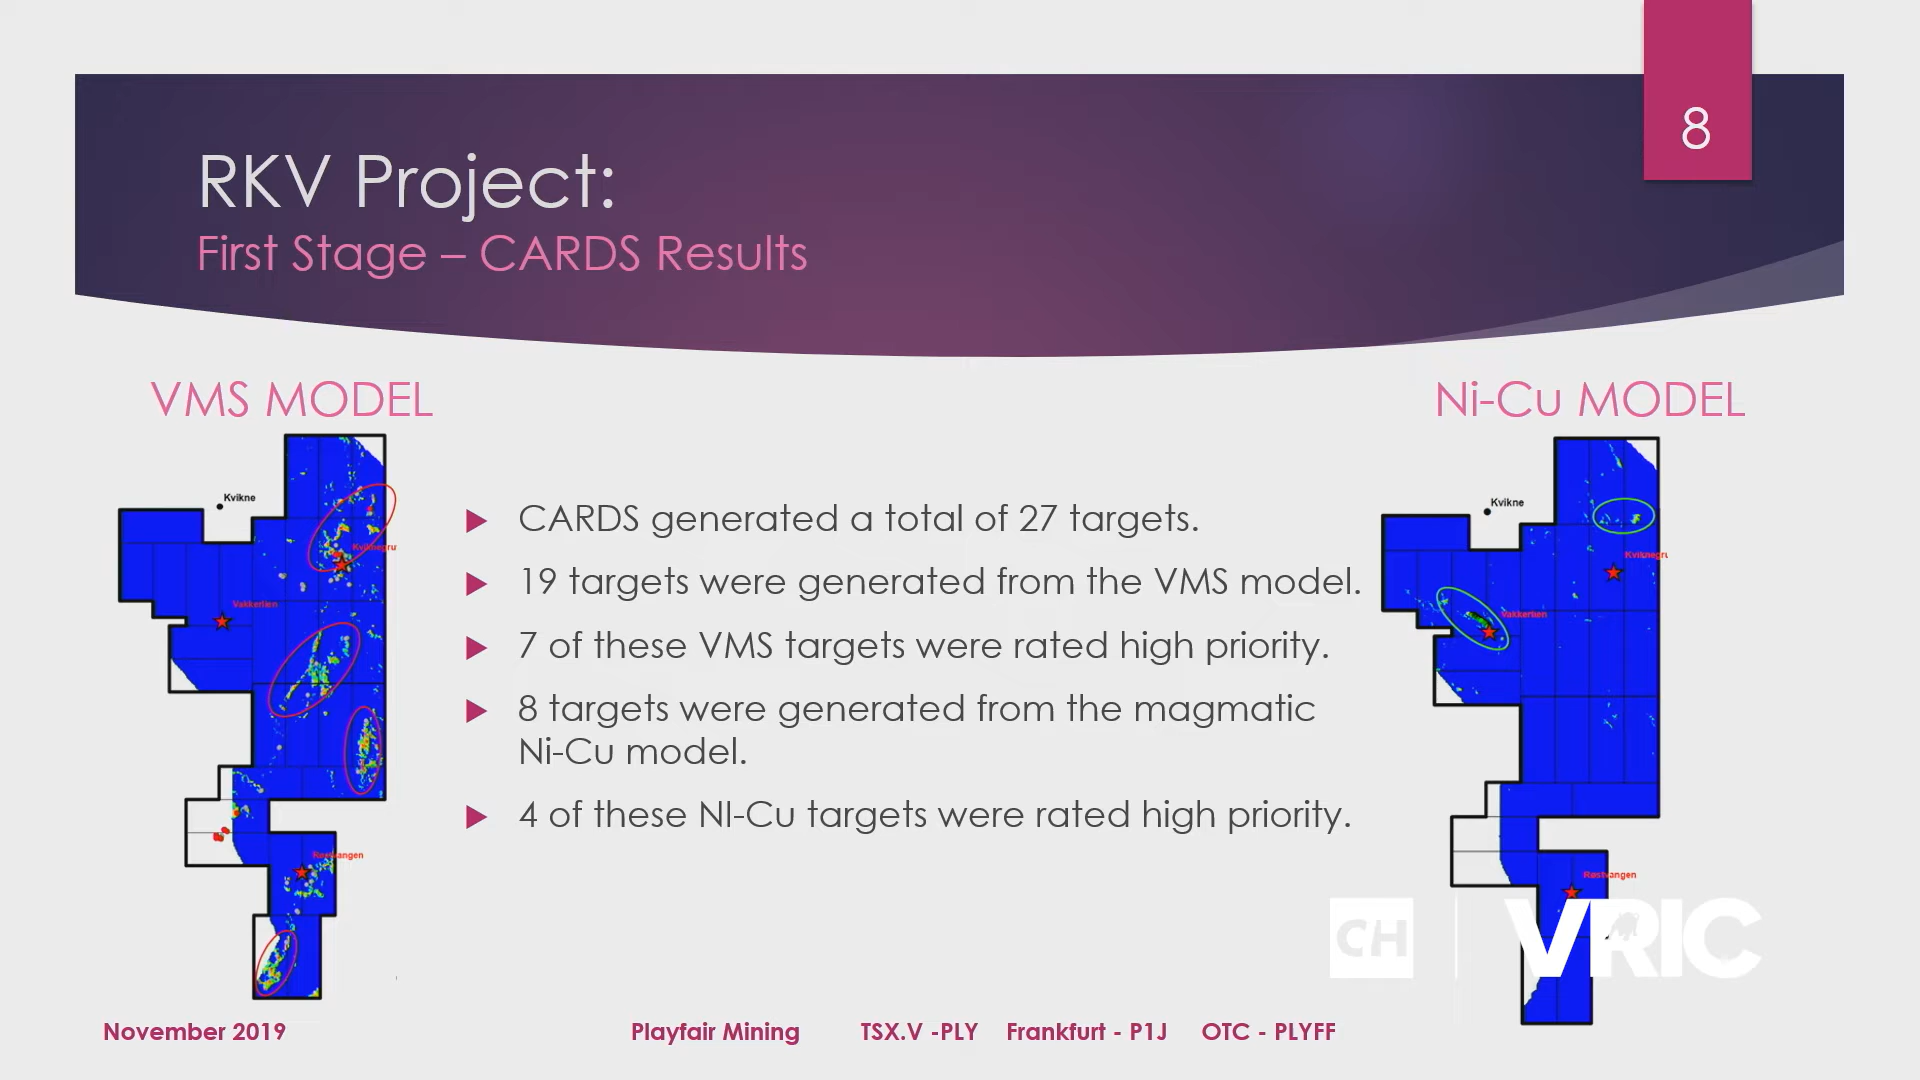 8
RKV Project:
First Stage – CARDS Results
VMS MODEL
Ni-Cu MODEL
Kvikne
Vakkerlien
Røstvangen
CARDS generated a total of 27 targets.
19 targets were generated from the VMS model.
7 of these VMS targets were rated high priority.
8 targets were generated from the magmatic
Ni-Cu model.
4 of these NI-Cu targets were rated high priority.
Kvikne
Vakkerlien
Røstvangen
CH
VRIC
November 2019
Playfair Mining
TSX.V -PLY
Frankfurt - P1J
OTC - PLYFF